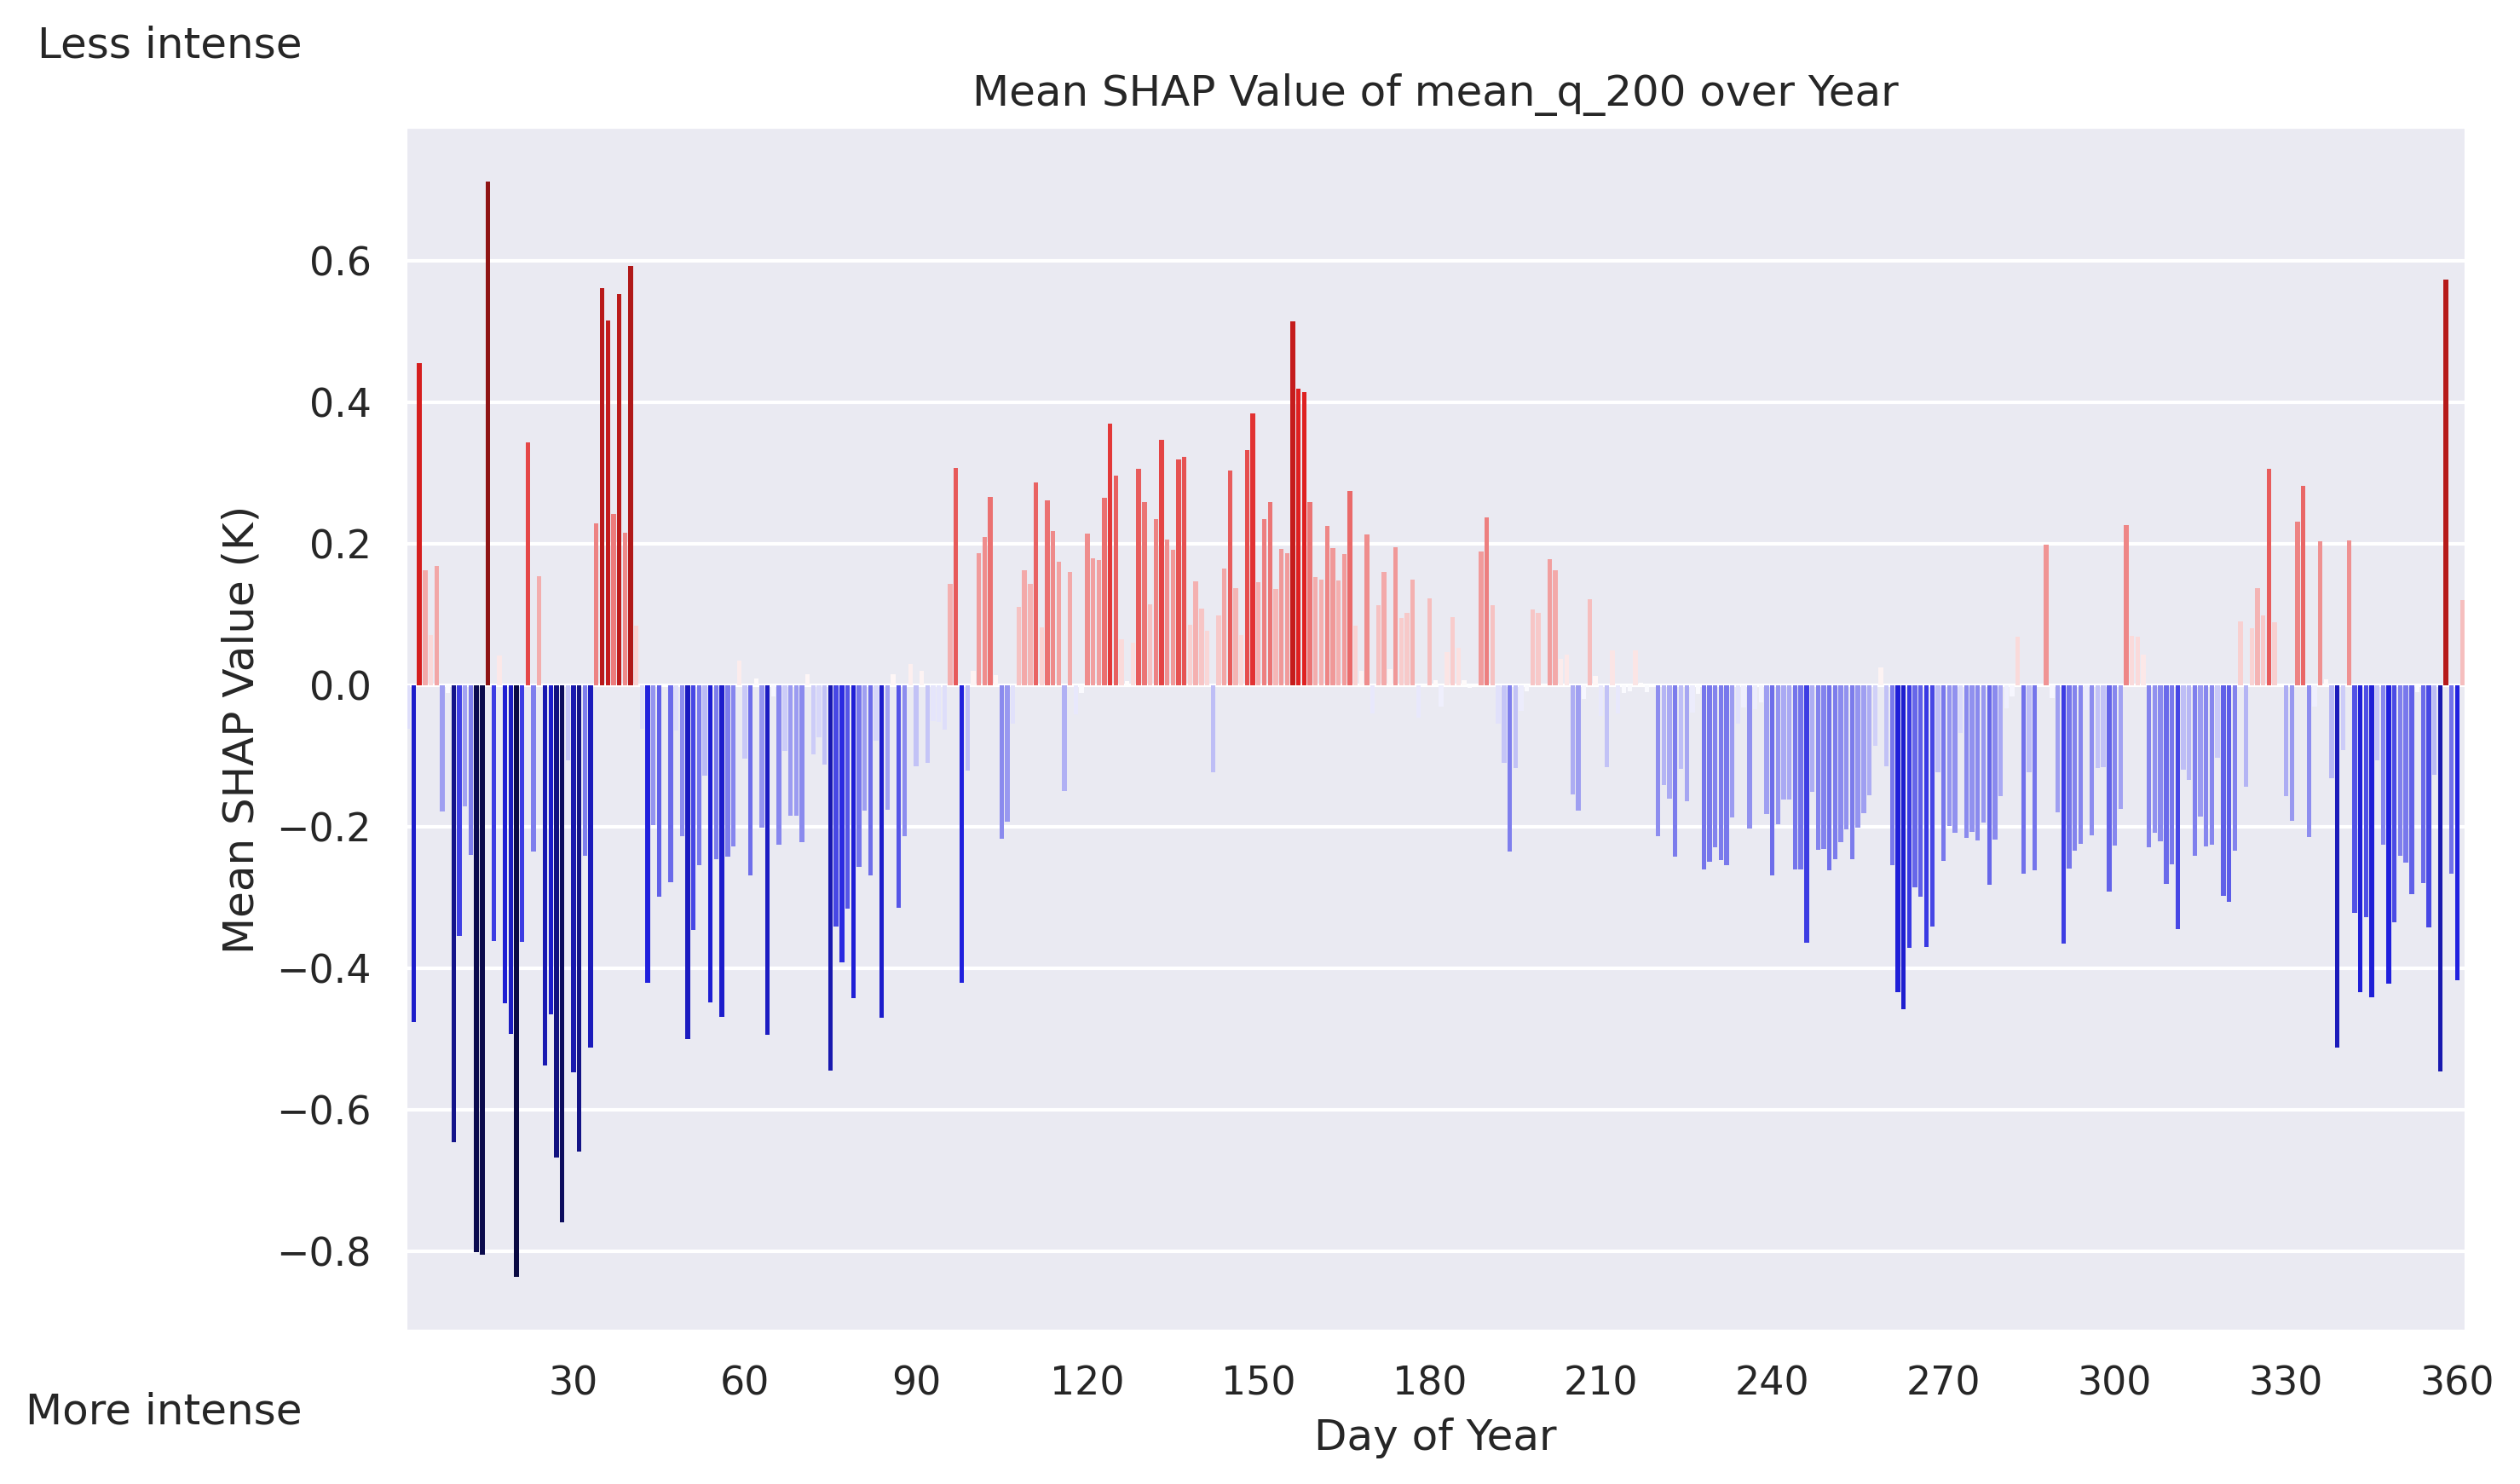 Less intense
Mean SHAP Value of mean_q_200 over Year
Mean SHAP Value (K)
0.6
0.4
0.2
0.0
−0.2
−0.4
−0.6
−0.8
30 60 90 120 150 180 210 240 270 300 330 360
More intense
Day of Year